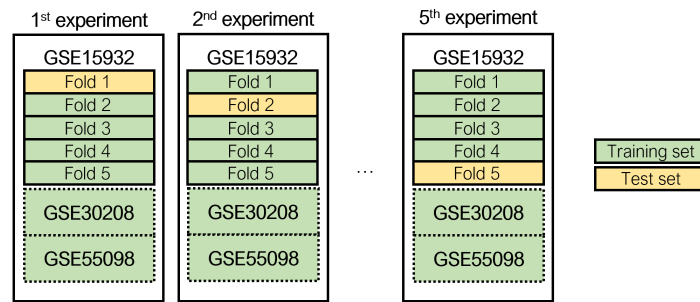 1st experiment
GSE15932
Fold 1
Fold 2
Fold 3
Fold 4
Fold 5
GSE30208
GSE55098
2nd experiment
GSE15932
Fold 1
Fold 2
Fold 3
Fold 4
Fold 5
GSE30208
GSE55098
...
5th experiment
GSE15932
Fold 1
Fold 2
Fold 3
Fold 4
Fold 5
GSE30208
GSE55098
Training set
Test set